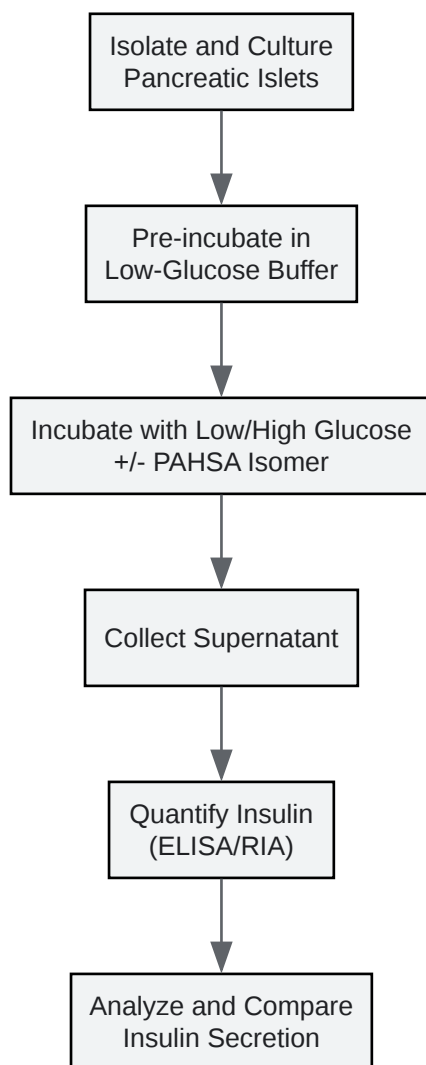 Isolate and Culture
Pancreatic Islets
Pre-incubate in
Low-Glucose Buffer
Incubate with Low/High Glucose
+/- PAHSA Isomer
Collect Supernatant
Quantify Insulin
(ELISA/RIA)
Analyze and Compare
Insulin Secretion